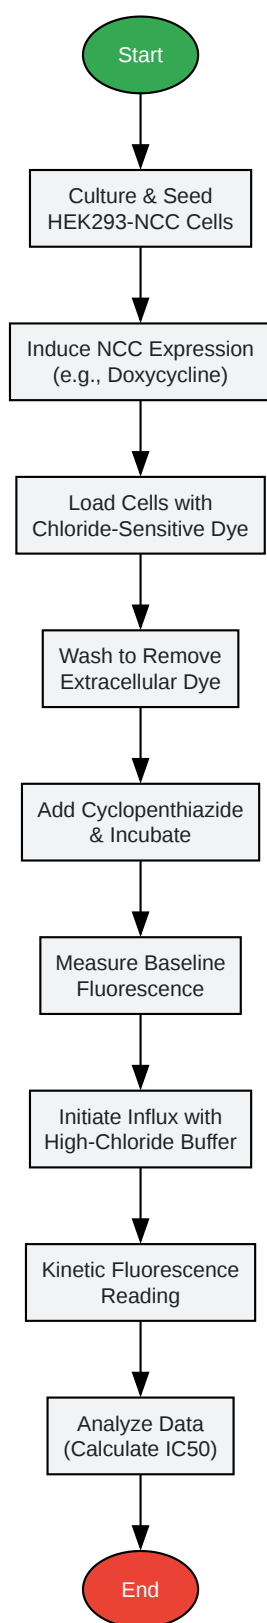 Start
Culture & Seed
HEK293-NCC Cells
Induce NCC Expression
(e.g., Doxycycline)
Load Cells with
Chloride-Sensitive Dye
Wash to Remove
Extracellular Dye
Add Cyclopenthiazide
& Incubate
Measure Baseline
Fluorescence
Initiate Influx with
High-Chloride Buffer
Kinetic Fluorescence
Reading
Analyze Data
(Calculate IC50)
End